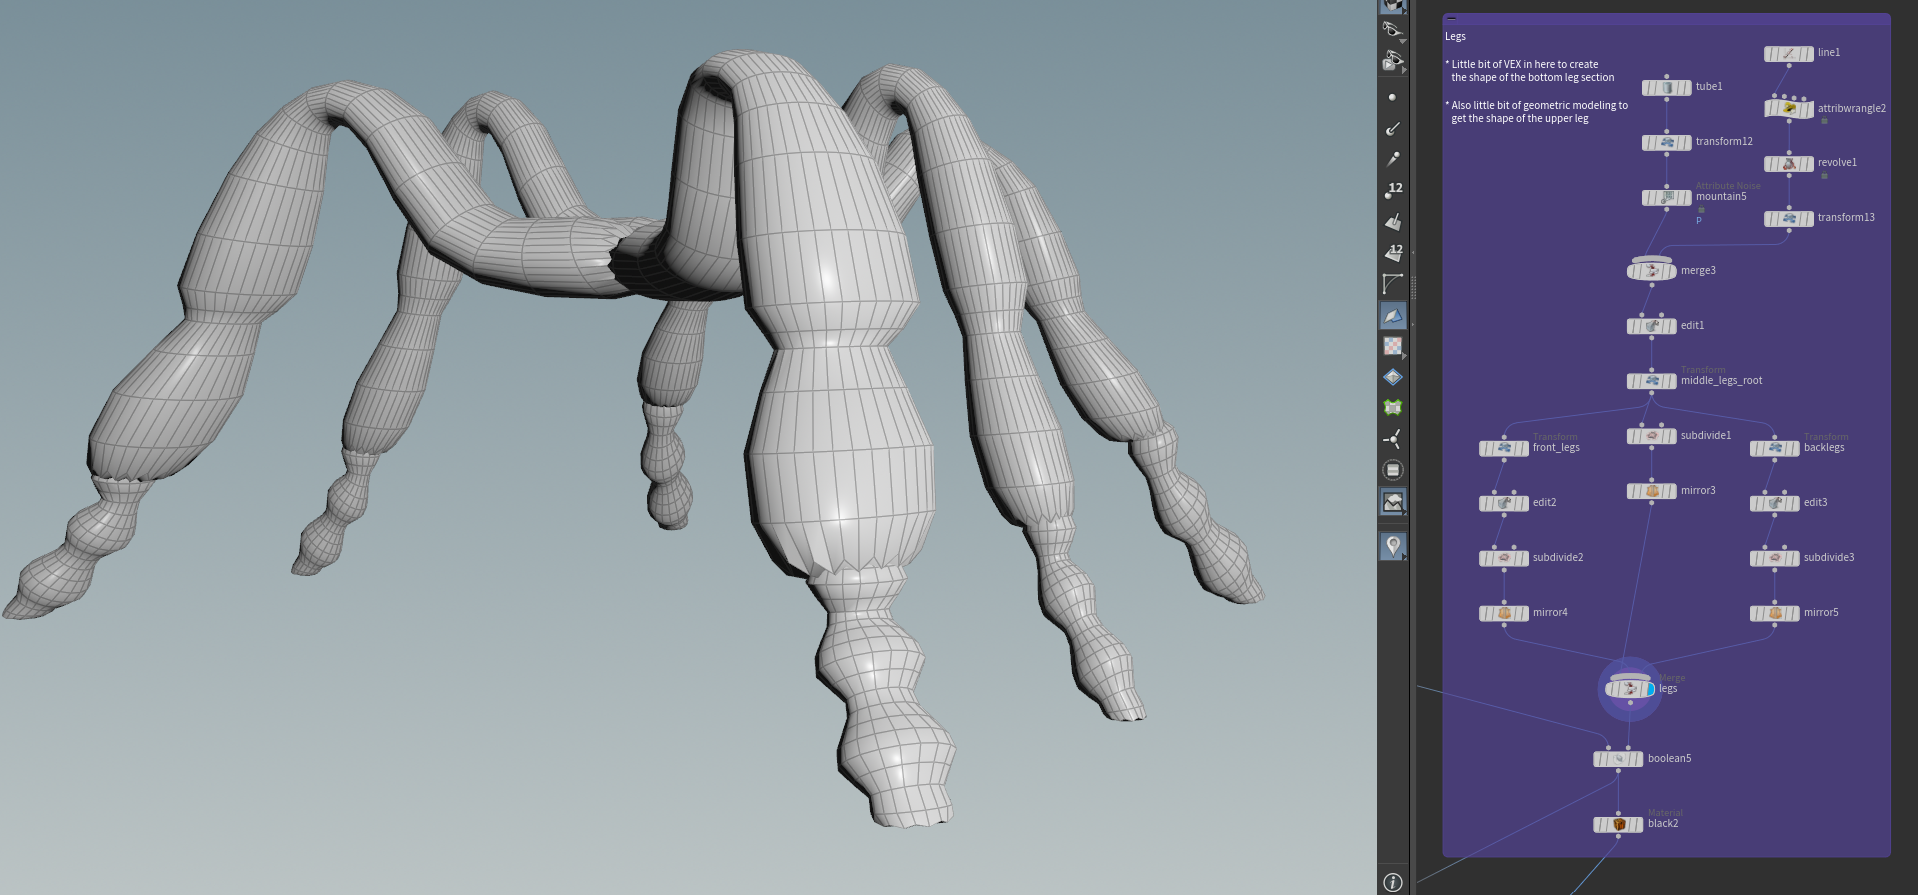 Legs
* Little bit of VEX in here to create
the shape of the bottom leg section
* Also little bit of geometric modeling to
get the shape of the upper leg
line1
tube1
attribwrangle2
transform12
revolve1
Attribute Noise
mountain5
P
transform13
merge3
edit1
Transform
middle_legs_root
Transform
front_legs
subdivide1
Transform
backlegs
mirror3
edit2
edit3
subdivide2
subdivide3
mirror4
mirror5
Merge
legs
boolean5
Material
black2
12
12
i